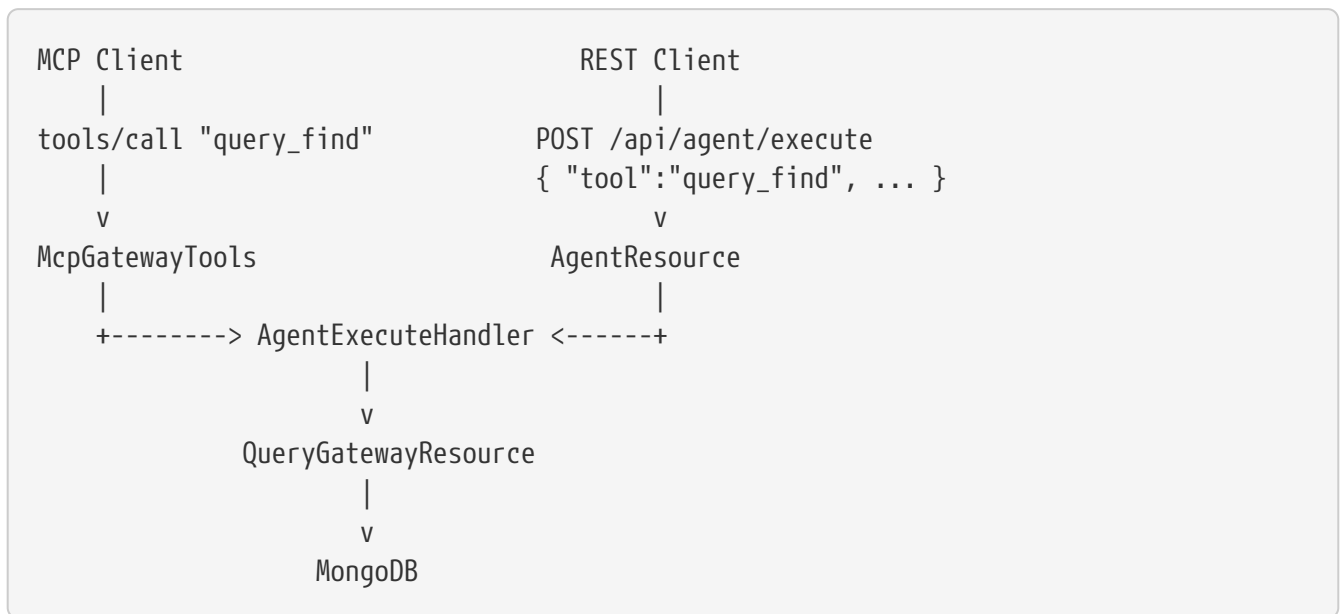 MCP Client                              REST Client
    |                                       |
tools/call "query_find"            POST /api/agent/execute
    |                              { "tool":"query_find", ... }
    v                                       v
McpGatewayTools                     AgentResource
    |                                       |
    +--------> AgentExecuteHandler <------+
                     |
                     v
             QueryGatewayResource
                     |
                     v
                  MongoDB